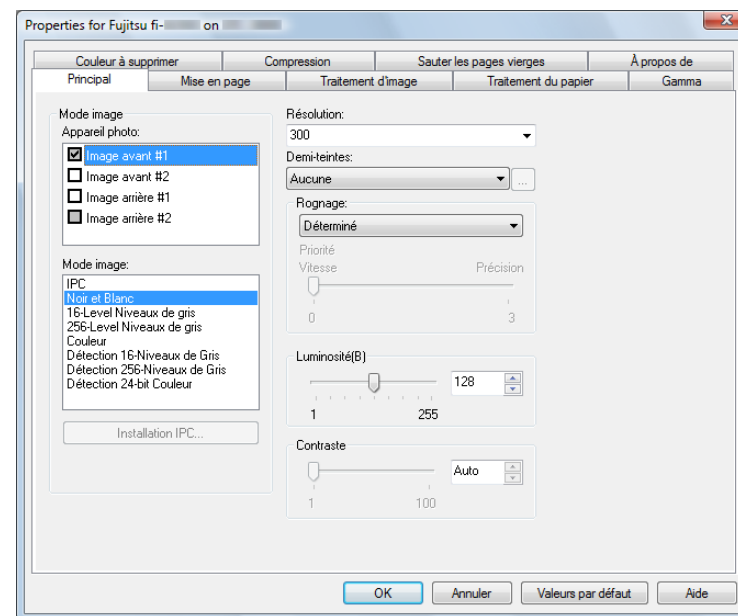 Properties for Fujitsu fi- on
Couleur à supprimer Compression Sauter les pages vierges À propos de
Principal Mise en page Traitement d'image Traitement du papier Gamma
Mode image
Appareil photo:
Image avant #1
Image avant #2
Image arrière #1
Image arrière #2
Mode image:
IPC
Noir et Blanc
16-Level Niveaux de gris
256-Level Niveaux de gris
Couleur
Détection 16-Niveaux de Gris
Détection 256-Niveaux de Gris
Détection 24-bit Couleur
Installation IPC...
Résolution:
300
Demi-teintes:
Aucune ...
Rognage:
Déterminé
Priorité
Vitesse Précision
0 3
Luminosité(B)
128
1 255
Contraste
Auto
1 100
OK Annuler Valeurs par défaut Aide